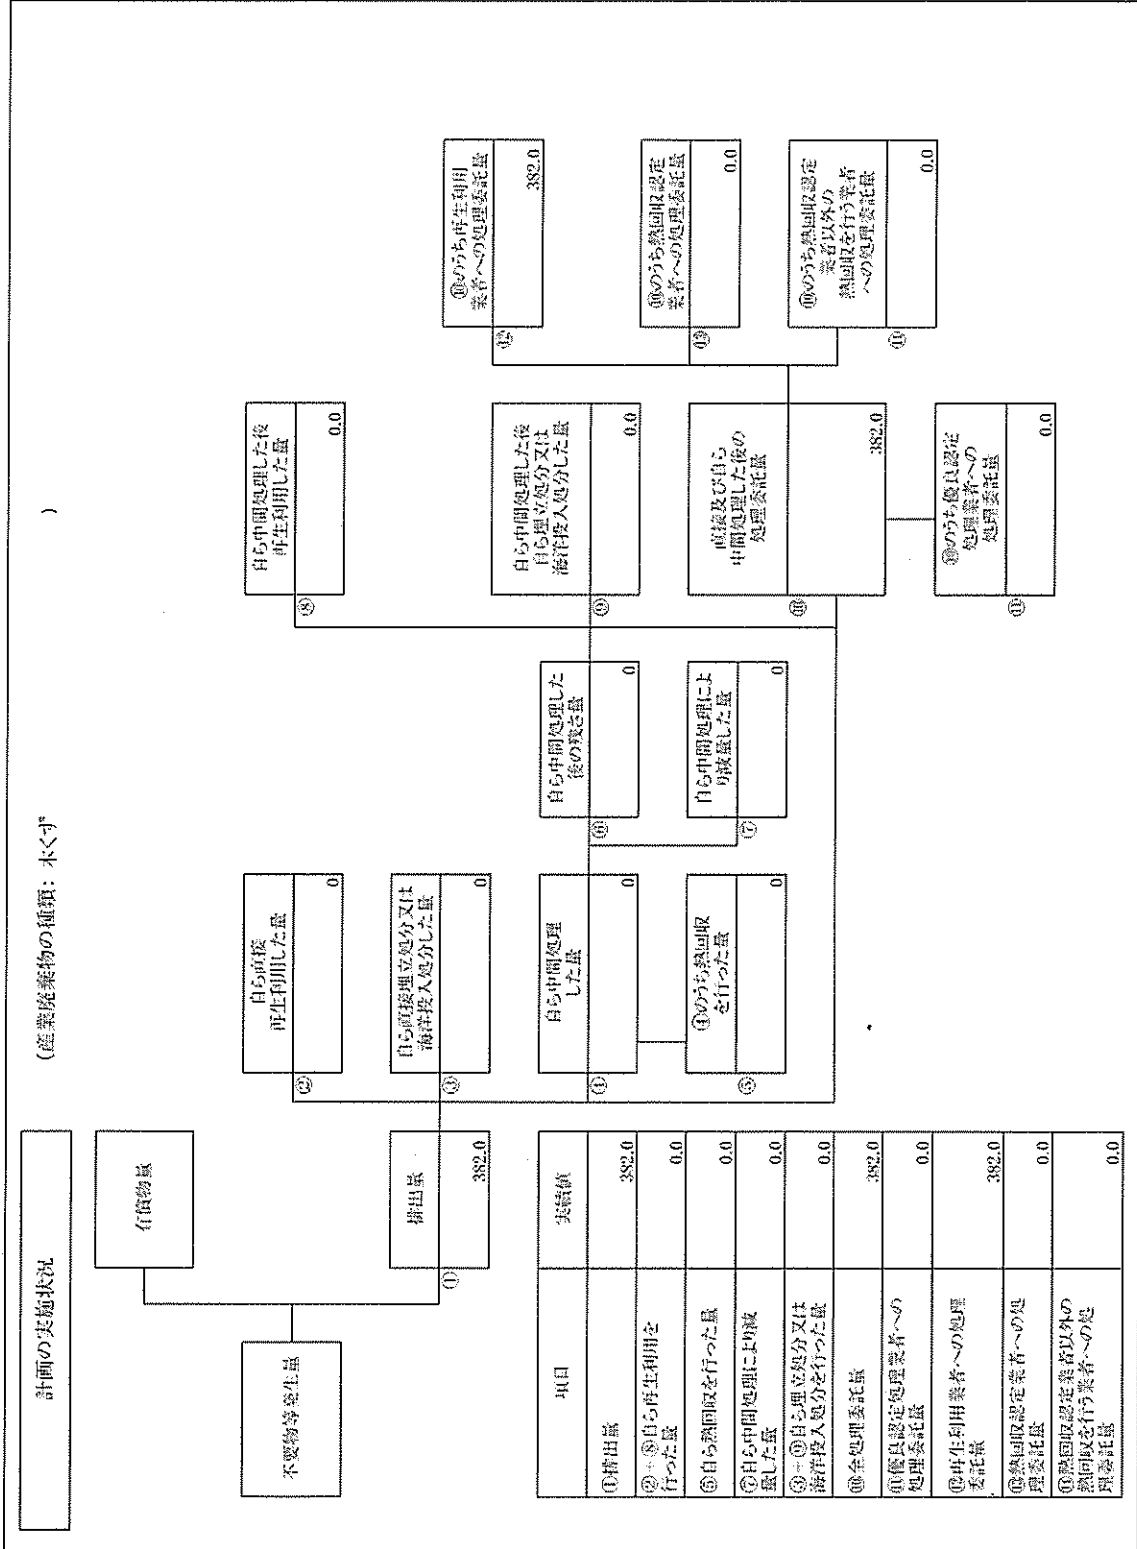 計画の実施状況
(産業廃棄物の種類: 木くず
)
不要物等発生量
有償物量
①
排出量
382.0
②
自ら直接
再生利用した量
0
③
自ら直接埋立処分又は
海洋投入処分した量
0
④
自ら中間処理
した量
0
⑤
④のうち熱回収
を行った量
0
⑥
自ら中間処理した
後の残さ量
0
⑦
自ら中間処理によ
り減量した量
0
⑧
自ら中間処理した後
再生利用した量
0.0
⑨
自ら中間処理した後
自ら埋立処分又は
海洋投入処分した量
0.0
⑩
直接及び自ら
中間処理した後の
処理委託量
382.0
⑪
⑩のうち優良認定
処理業者への
処理委託量
0.0
⑫
⑩のうち再生利用
業者への処理委託量
382.0
⑬
⑩のうち熱回収認定
業者への処理委託量
0.0
⑭
⑩のうち熱回収認定
業者以外の
熱回収を行う業者
への処理委託量
0.0
項目
実績値
①排出量
382.0
②+⑧自ら再生利用を
行った量
0.0
⑤自ら熱回収を行った量
0.0
⑦自ら中間処理により減
量した量
0.0
③+⑨自ら埋立処分又は
海洋投入処分を行った量
0.0
⑩全処理委託量
382.0
⑪優良認定処理業者への
処理委託量
0.0
⑫再生利用業者への処理
委託量
382.0
⑬熱回収認定業者への処
理委託量
0.0
⑭熱回収認定業者以外の
熱回収を行う業者への処
理委託量
0.0